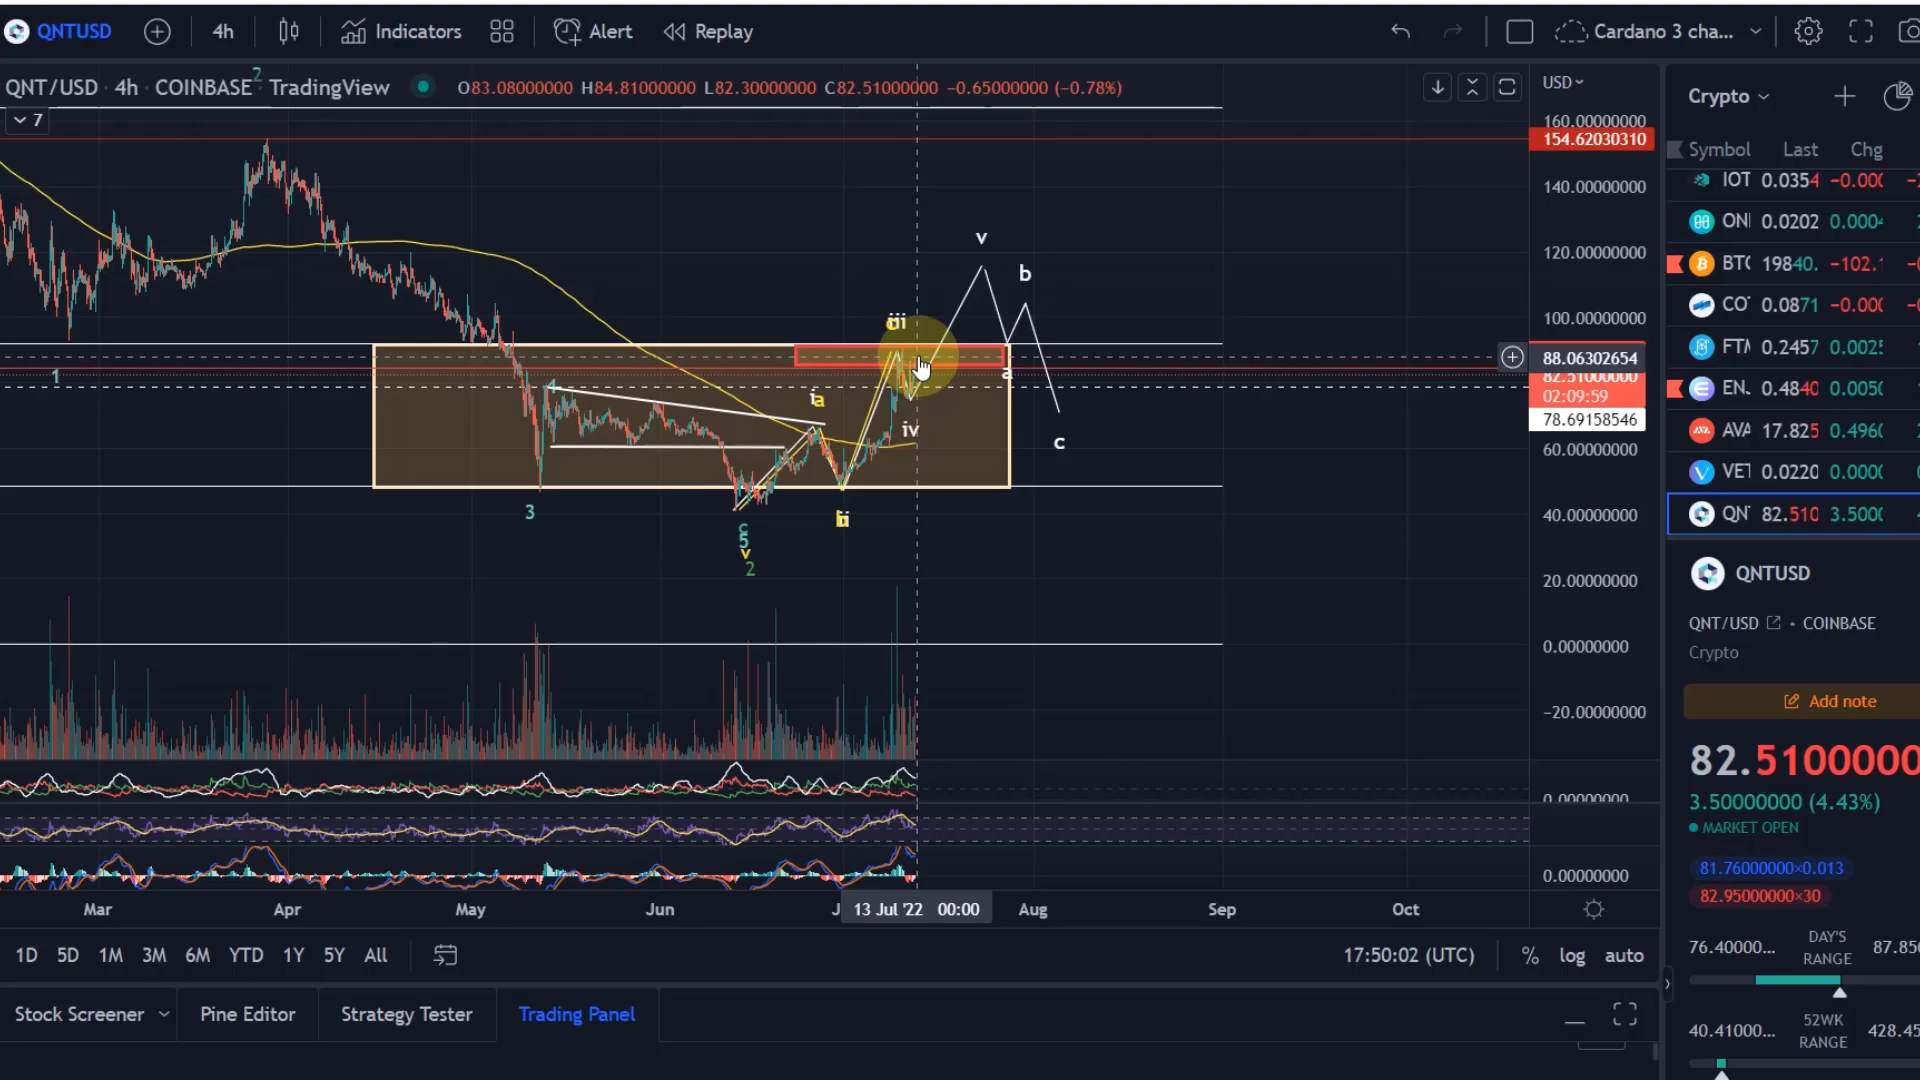 QNTUSD
4h
Indicators
Alert
Replay
Cardano 3 cha...
QNT/USD · 4h · COINBASE · TradingView
2
O83.08000000 H84.81000000 L82.30000000 C82.51000000 −0.65000000 (−0.78%)
7
USD
160.00000000
154.62030310
140.00000000
120.00000000
100.00000000
88.06302654
82.51000000
02:09:59
78.69158546
60.00000000
40.00000000
20.00000000
0.00000000
−20.00000000
0.00000000
0.00000000
v
b
iii
1
a
4
i
a
iv
c
3
ii
c
5
v
2
Mar
Apr
May
Jun
13 Jul '22 00:00
Aug
Sep
Oct
1D
5D
1M
3M
6M
YTD
1Y
5Y
All
17:50:02 (UTC)
%
log
auto
Stock Screener
Pine Editor
Strategy Tester
Trading Panel
Crypto
Symbol Last Chg
IOT 0.0354 −0.00
ON 0.0202 0.0004
BT 19840. −102.
CO 0.0871 −0.00
FT 0.2457 0.0025
EN. 0.4840 0.005
AVA 17.825 0.496
VET 0.0220 0.000
QN 82.510 3.500
QNTUSD
QNT/USD · COINBASE
Crypto
Add note
82.5100000
3.50000000 (4.43%)
MARKET OPEN
81.76000000×0.013
82.95000000×30
76.40000...
DAY'S RANGE
87.85
40.41000...
52WK RANGE
428.45